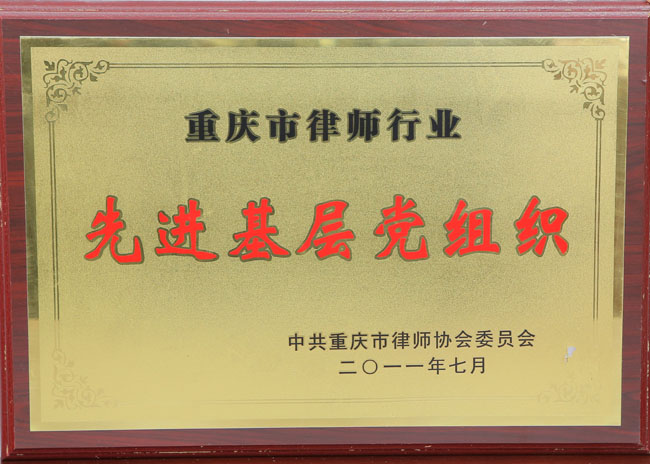 重庆市律师行业
先进基层党组织
中共重庆市律师协会委员会
二〇一一年七月